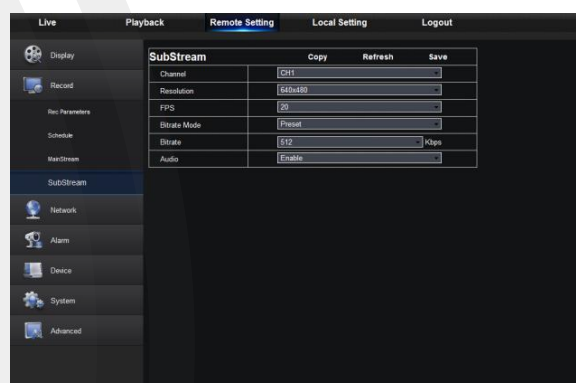 Live Playback Remote Setting Local Setting Logout
Display
Record
Rec Parameters
Schedule
MainStream
SubStream
Network
Alarm
Device
System
Advanced
SubStream Copy Refresh Save
Channel CH1
Resolution 640x480
FPS 20
Bitrate Mode Preset
Bitrate 512 Kbps
Audio Enable